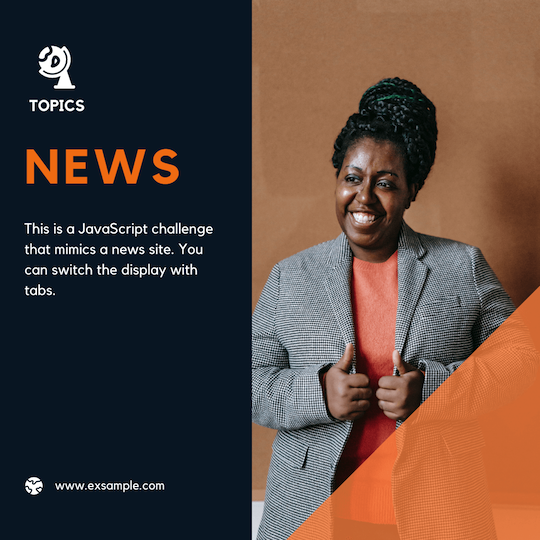 TOPICS
NEWS
This is a JavaScript challenge
that mimics a news site. You
can switch the display with
tabs.
www.exsample.com